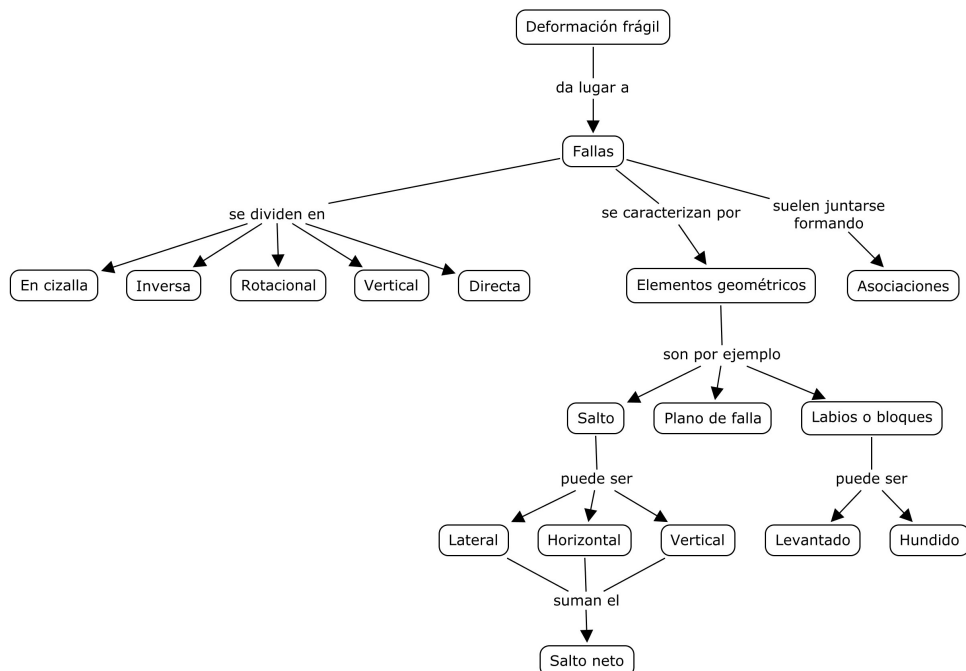 Deformación frágil
da lugar a
Fallas
se dividen en
se caracterizan por
suelen juntarse
formando
En cizalla
Inversa
Rotacional
Vertical
Directa
Elementos geométricos
Asociaciones
son por ejemplo
Salto
Plano de falla
Labios o bloques
puede ser
puede ser
Lateral
Horizontal
Vertical
Levantado
Hundido
suman el
Salto neto